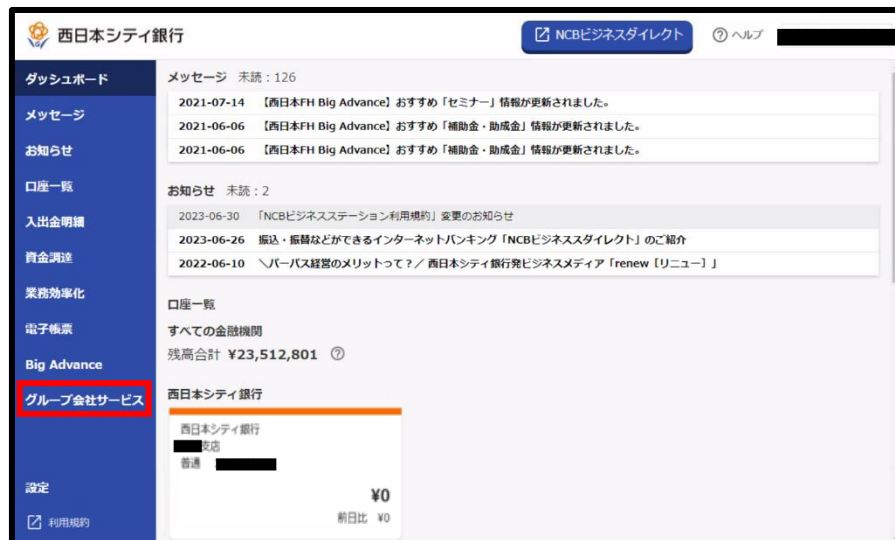 西日本シティ銀行
NCBビジネスダイレクト
ヘルプ
ダッシュボード
メッセージ
お知らせ
口座一覧
入出金明細
資金調達
業務効率化
電子帳票
Big Advance
グループ会社サービス
設定
利用規約
メッセージ 未読：126
2021-07-14 【西日本FH Big Advance】おすすめ「セミナー」情報が更新されました。
2021-06-06 【西日本FH Big Advance】おすすめ「補助金・助成金」情報が更新されました。
2021-06-06 【西日本FH Big Advance】おすすめ「補助金・助成金」情報が更新されました。
お知らせ 未読：2
2023-06-30 「NCBビジネスステーション利用規約」変更のお知らせ
2023-06-26 振込・振替などができるインターネットバンキング「NCBビジネススダイレクト」のご紹介
2022-06-10 ＼パーパス経営のメリットって？／ 西日本シティ銀行発ビジネスメディア「renew［リニュー］」
口座一覧
すべての金融機関
残高合計 ¥23,512,801
西日本シティ銀行
西日本シティ銀行
支店
普通
¥0
前日比 ¥0